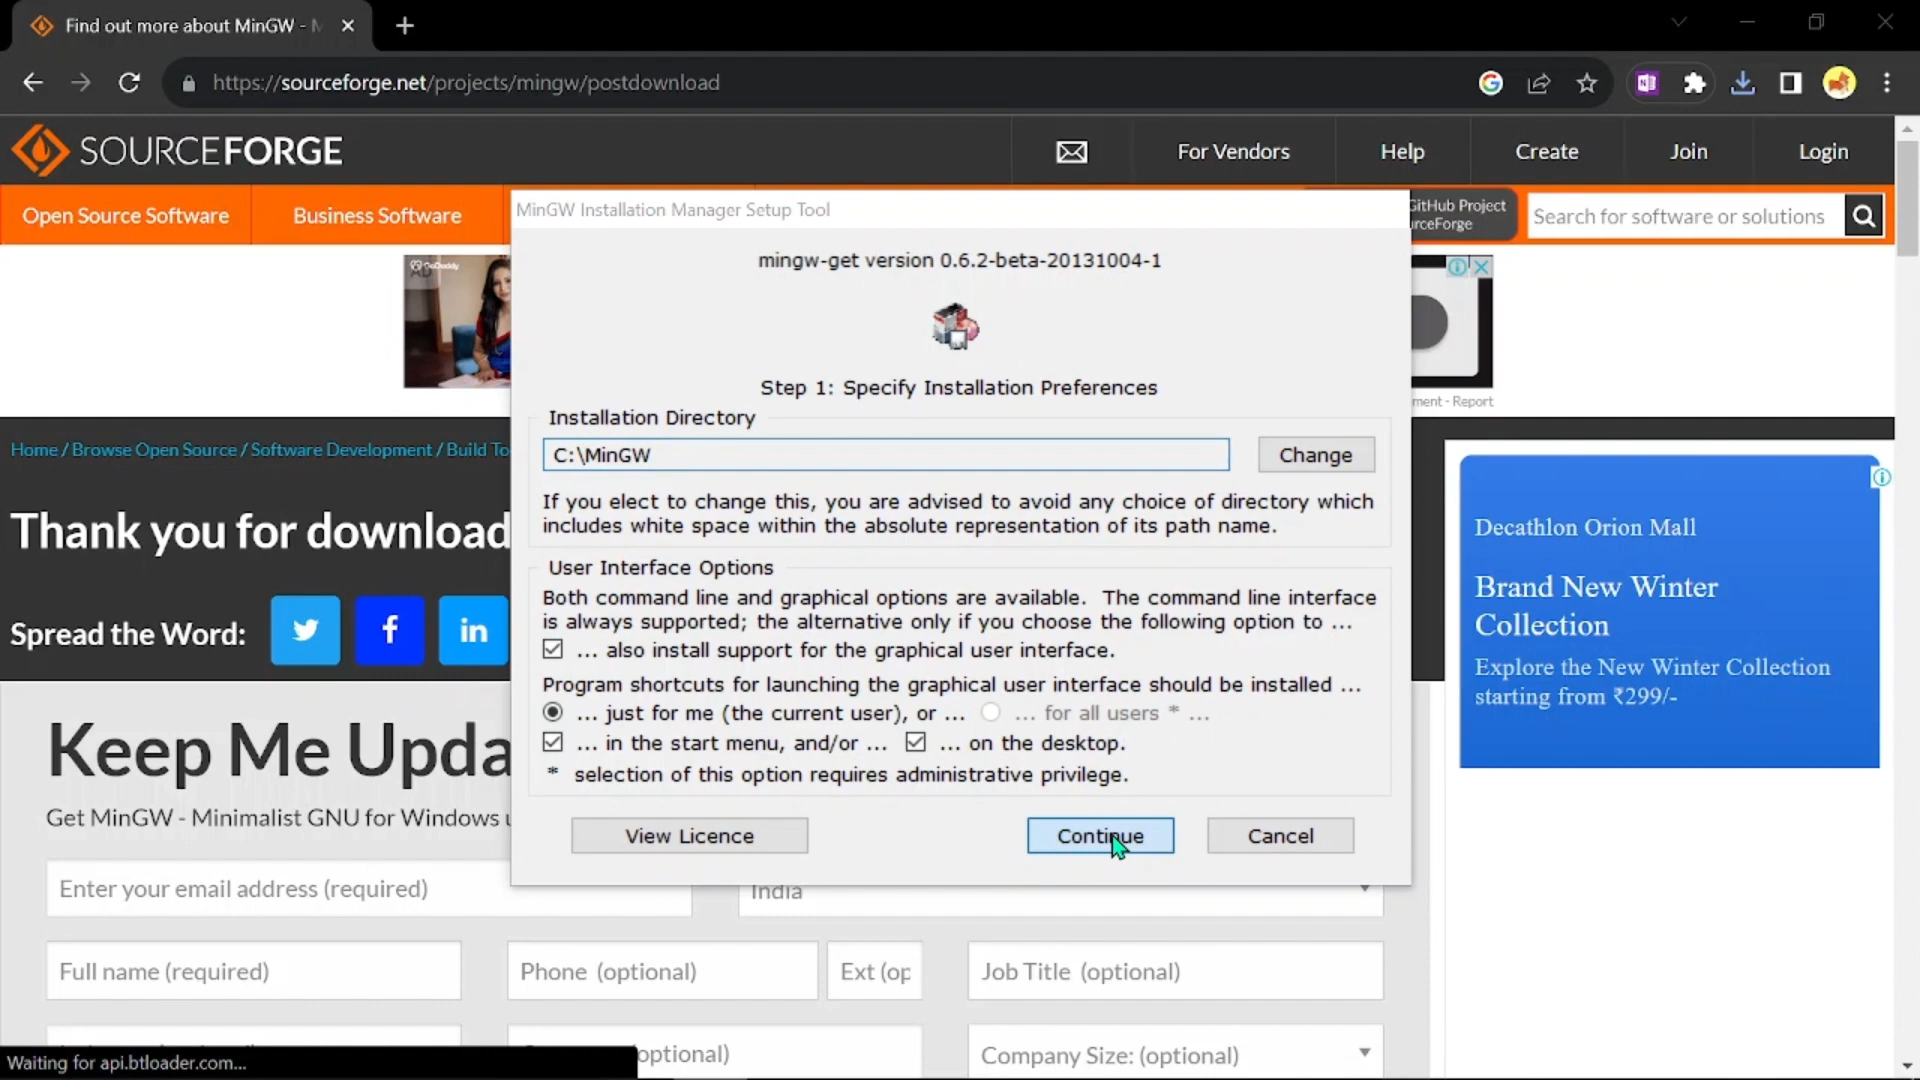 Find out more about MinGW -
https://sourceforge.net/projects/mingw/postdownload
SOURCEFORGE
For Vendors
Help
Create
Join
Login
Open Source Software
Business Software
GitHub Project
Search for software or solutions
MinGW Installation Manager Setup Tool
mingw-get version 0.6.2-beta-20131004-1
GoDaddy
AD
Step 1: Specify Installation Preferences
ment - Report
Installation Directory
C:\MinGW
Change
If you elect to change this, you are advised to avoid any choice of directory which
includes white space within the absolute representation of its path name.
User Interface Options
Both command line and graphical options are available. The command line interface
is always supported; the alternative only if you choose the following option to ...
... also install support for the graphical user interface.
Program shortcuts for launching the graphical user interface should be installed ...
... just for me (the current user), or ...
... for all users * ...
... in the start menu, and/or ...
... on the desktop.
* selection of this option requires administrative privilege.
View Licence
Continue
Cancel
Home / Browse Open Source / Software Development / Build To
Thank you for download
Spread the Word:
Decathlon Orion Mall
Brand New Winter
Collection
Explore the New Winter Collection
starting from ₹299/-
Keep Me Upda
Get MinGW - Minimalist GNU for Windows u
Enter your email address (required)
India
Full name (required)
Phone (optional)
Ext (op
Job Title (optional)
optional)
Company Size: (optional)
Waiting for api.btloader.com...